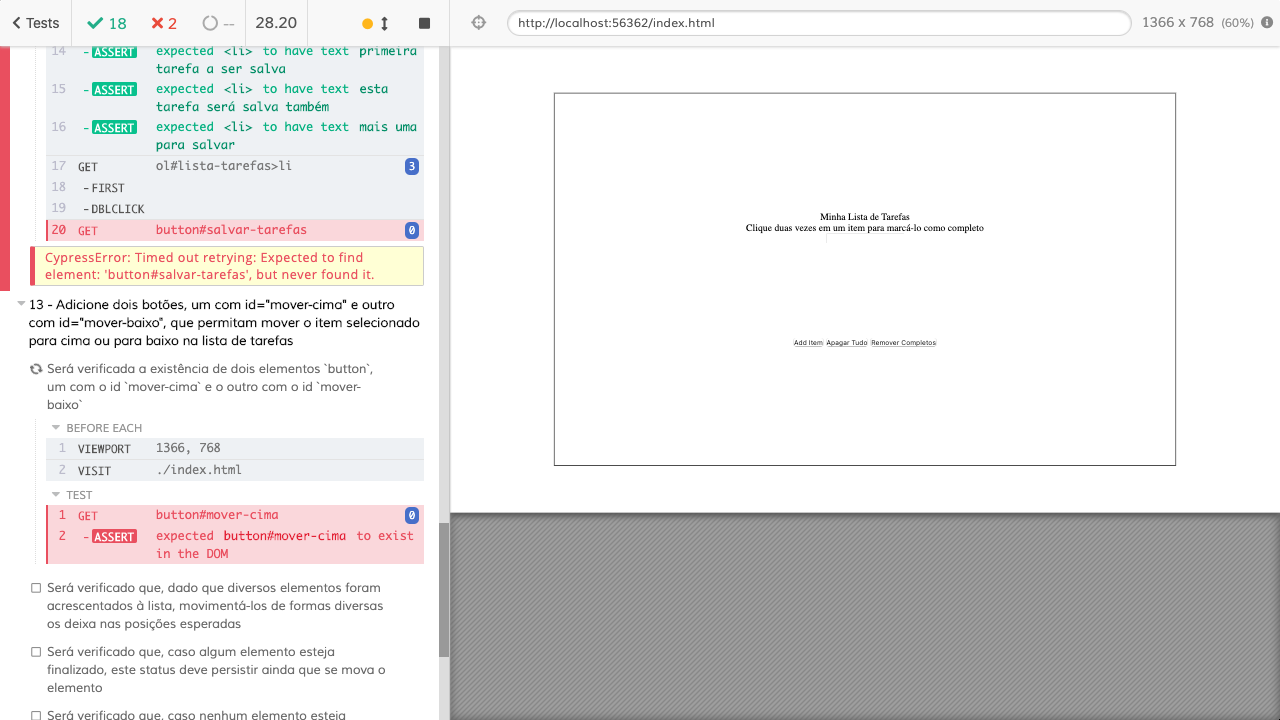 Tests
18
2
--
28.20
http://localhost:56362/index.html
1366 x 768 (60%)
14 - ASSERT expected <li> to have text primeira
tarefa a ser salva
15 - ASSERT expected <li> to have text esta
tarefa será salva também
16 - ASSERT expected <li> to have text mais uma
para salvar
17 GET ol#lista-tarefas>li 3
18 - FIRST
19 - DBLCLICK
20 GET button#salvar-tarefas 0
CypressError: Timed out retrying: Expected to find
element: 'button#salvar-tarefas', but never found it.
13 - Adicione dois botões, um com id="mover-cima" e outro
com id="mover-baixo", que permitam mover o item selecionado
para cima ou para baixo na lista de tarefas
Será verificada a existência de dois elementos `button`,
um com o id `mover-cima` e o outro com o id `mover-
baixo`
BEFORE EACH
1 VIEWPORT 1366, 768
2 VISIT ./index.html
TEST
1 GET button#mover-cima 0
2 - ASSERT expected button#mover-cima to exist
in the DOM
Será verificado que, dado que diversos elementos foram
acrescentados à lista, movimentá-los de formas diversas
os deixa nas posições esperadas
Será verificado que, caso algum elemento esteja
finalizado, este status deve persistir ainda que se mova o
elemento
Será verificado que, caso nenhum elemento esteja
Minha Lista de Tarefas
Clique duas vezes em um item para marcá-lo como completo
Add Item Apagar Tudo Remover Completos